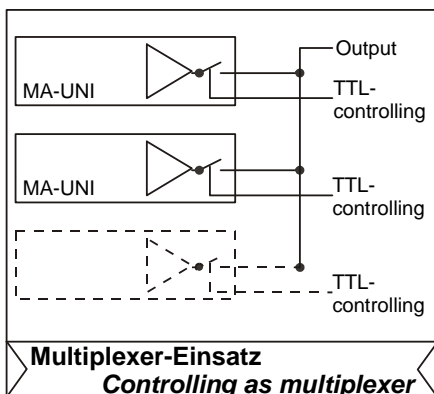 Output
MA-UNI
TTL-
controlling
MA-UNI
TTL-
controlling
TTL-
controlling
Multiplexer-Einsatz
Controlling as multiplexer